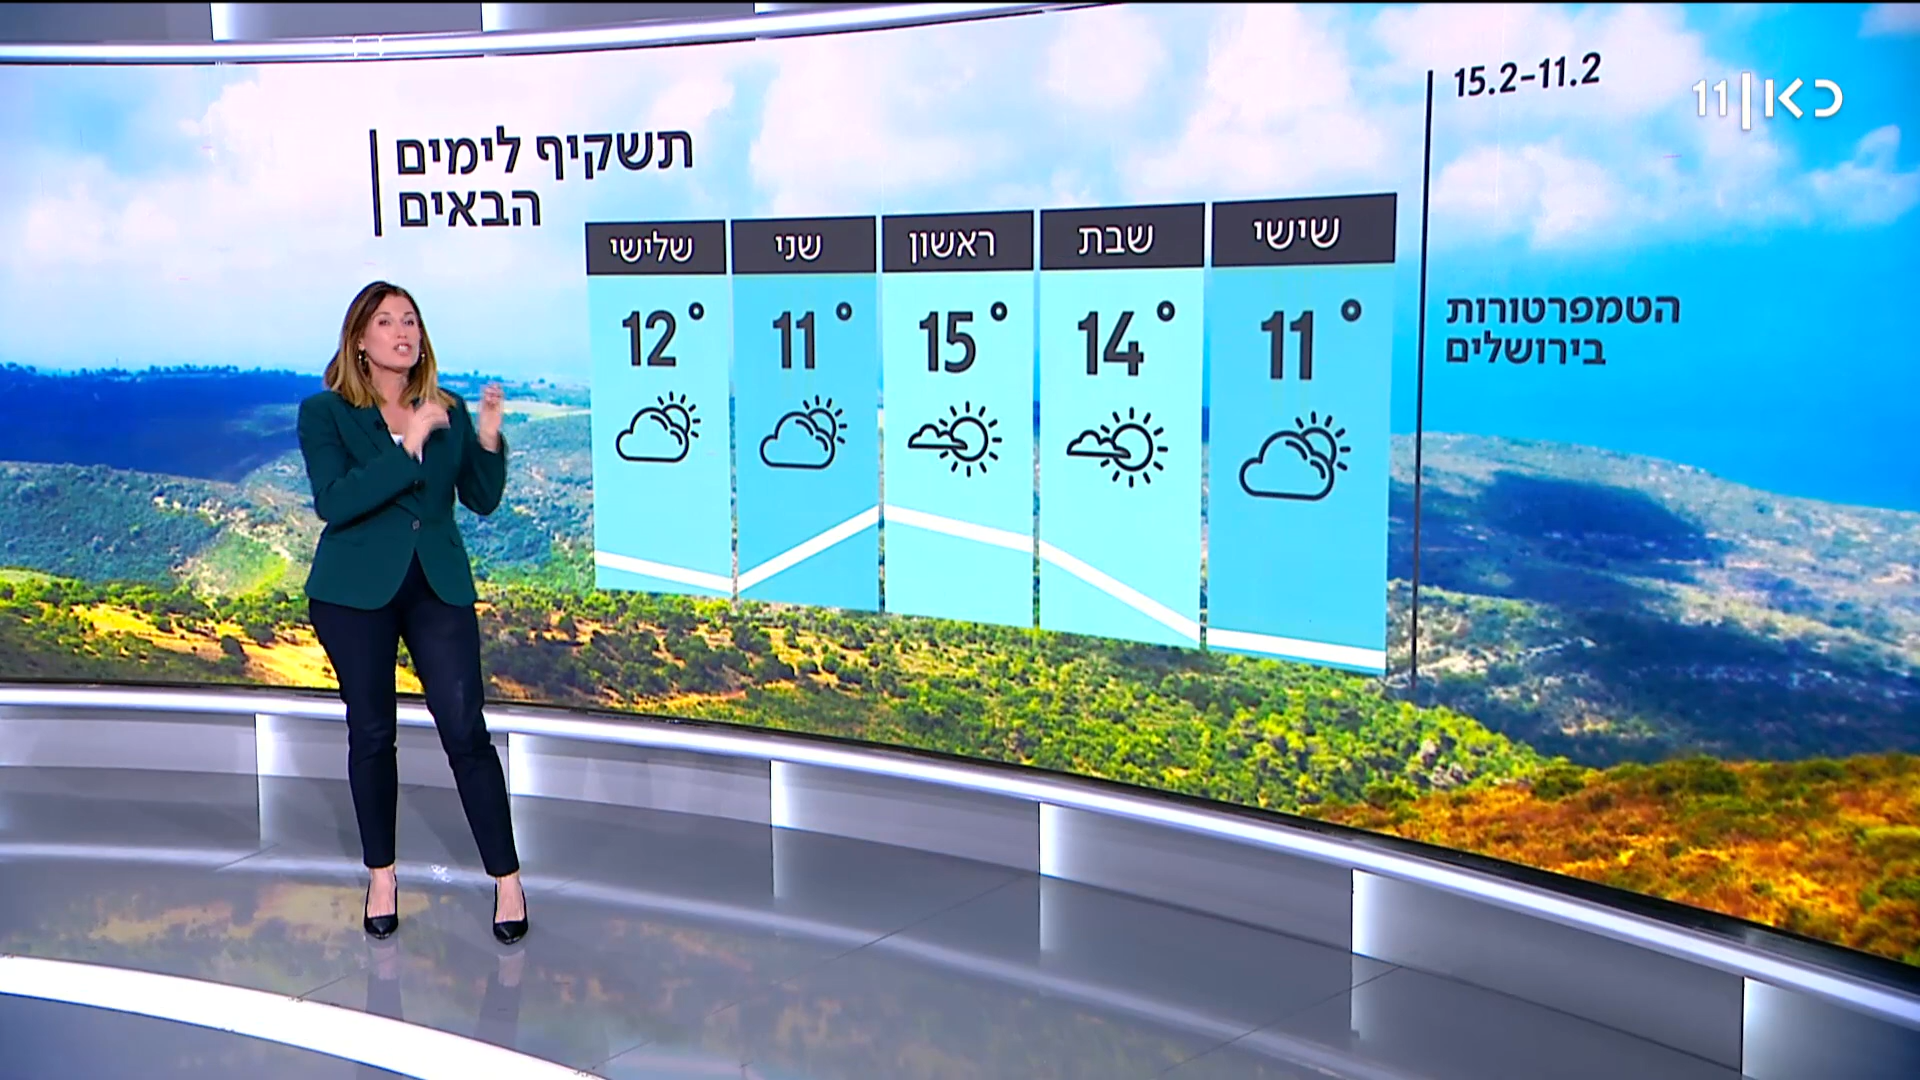 כאן 11
15.2-11.2
תשקיף לימים
הבאים
שישי
שבת
ראשון
שני
שלישי
11°
14°
15°
11°
12°
הטמפרטורות
בירושלים